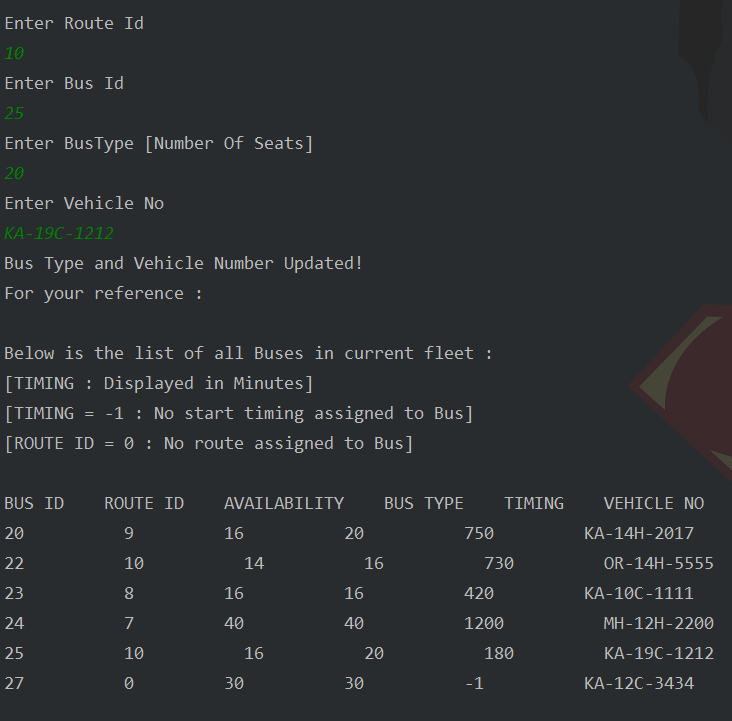 Enter Route Id
10
Enter Bus Id
25
Enter BusType [Number Of Seats]
20
Enter Vehicle No
KA-19C-1212
Bus Type and Vehicle Number Updated!
For your reference :
Below is the list of all Buses in current fleet :
[TIMING : Displayed in Minutes]
[TIMING = -1 : No start timing assigned to Bus]
[ROUTE ID = 0 : No route assigned to Bus]
BUS ID    ROUTE ID    AVAILABILITY    BUS TYPE    TIMING    VEHICLE NO
20          9         16          20          750         KA-14H-2017
22          10          14          16          730         OR-14H-5555
23          8         16          16          420         KA-10C-1111
24          7         40          40          1200          MH-12H-2200
25          10          16          20          180         KA-19C-1212
27          0         30          30          -1          KA-12C-3434